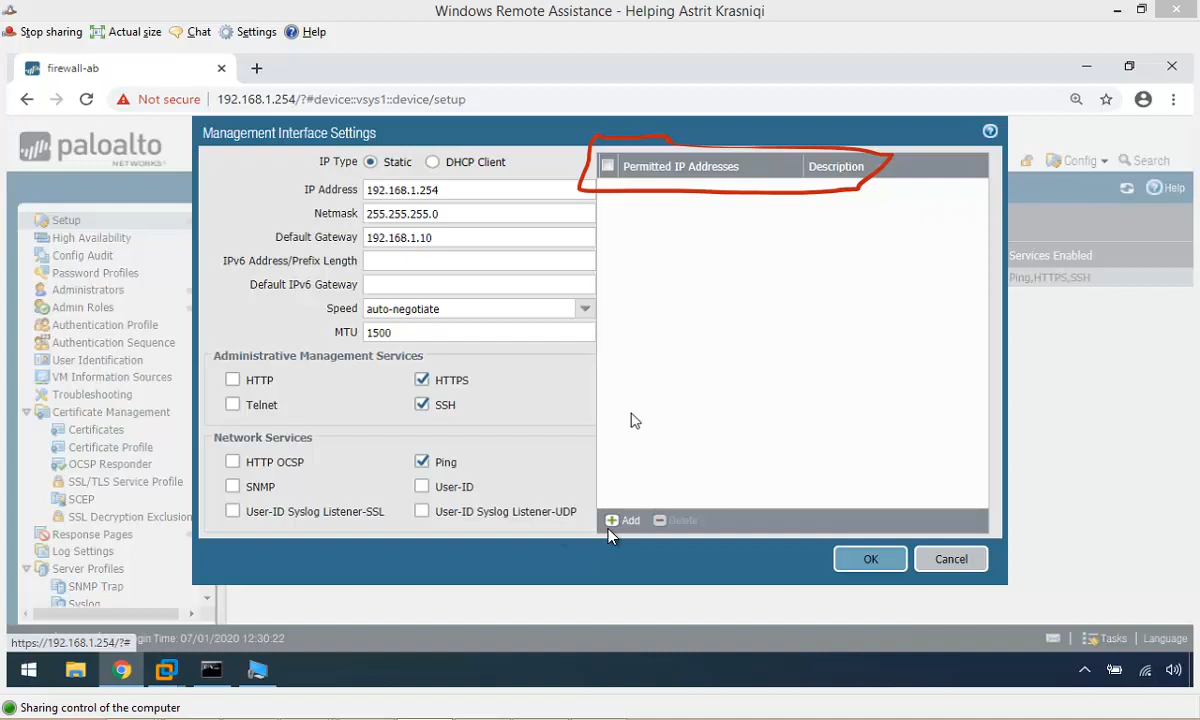 Windows Remote Assistance - Helping Astrit Krasniqi
Stop sharing Actual size Chat Settings Help
firewall-ab
Not secure 192.168.1.254/?#device::vsys1::device/setup
paloalto
NETWORKS
Config Search
Help
Management Interface Settings
IP Type Static DHCP Client
IP Address 192.168.1.254
Netmask 255.255.255.0
Default Gateway 192.168.1.10
IPv6 Address/Prefix Length
Default IPv6 Gateway
Speed auto-negotiate
MTU 1500
Administrative Management Services
HTTP HTTPS
Telnet SSH
Network Services
HTTP OCSP Ping
SNMP User-ID
User-ID Syslog Listener-SSL User-ID Syslog Listener-UDP
Permitted IP Addresses Description
Add Delete
OK Cancel
Setup
High Availability
Config Audit
Password Profiles
Administrators
Admin Roles
Authentication Profile
Authentication Sequence
User Identification
VM Information Sources
Troubleshooting
Certificate Management
Certificates
Certificate Profile
OCSP Responder
SSL/TLS Service Profile
SCEP
SSL Decryption Exclusion
Response Pages
Log Settings
Server Profiles
SNMP Trap
Syslog
Services Enabled
Ping,HTTPS,SSH
https://192.168.1.254/?# gin Time: 07/01/2020 12:30:22
Tasks Language
Sharing control of the computer